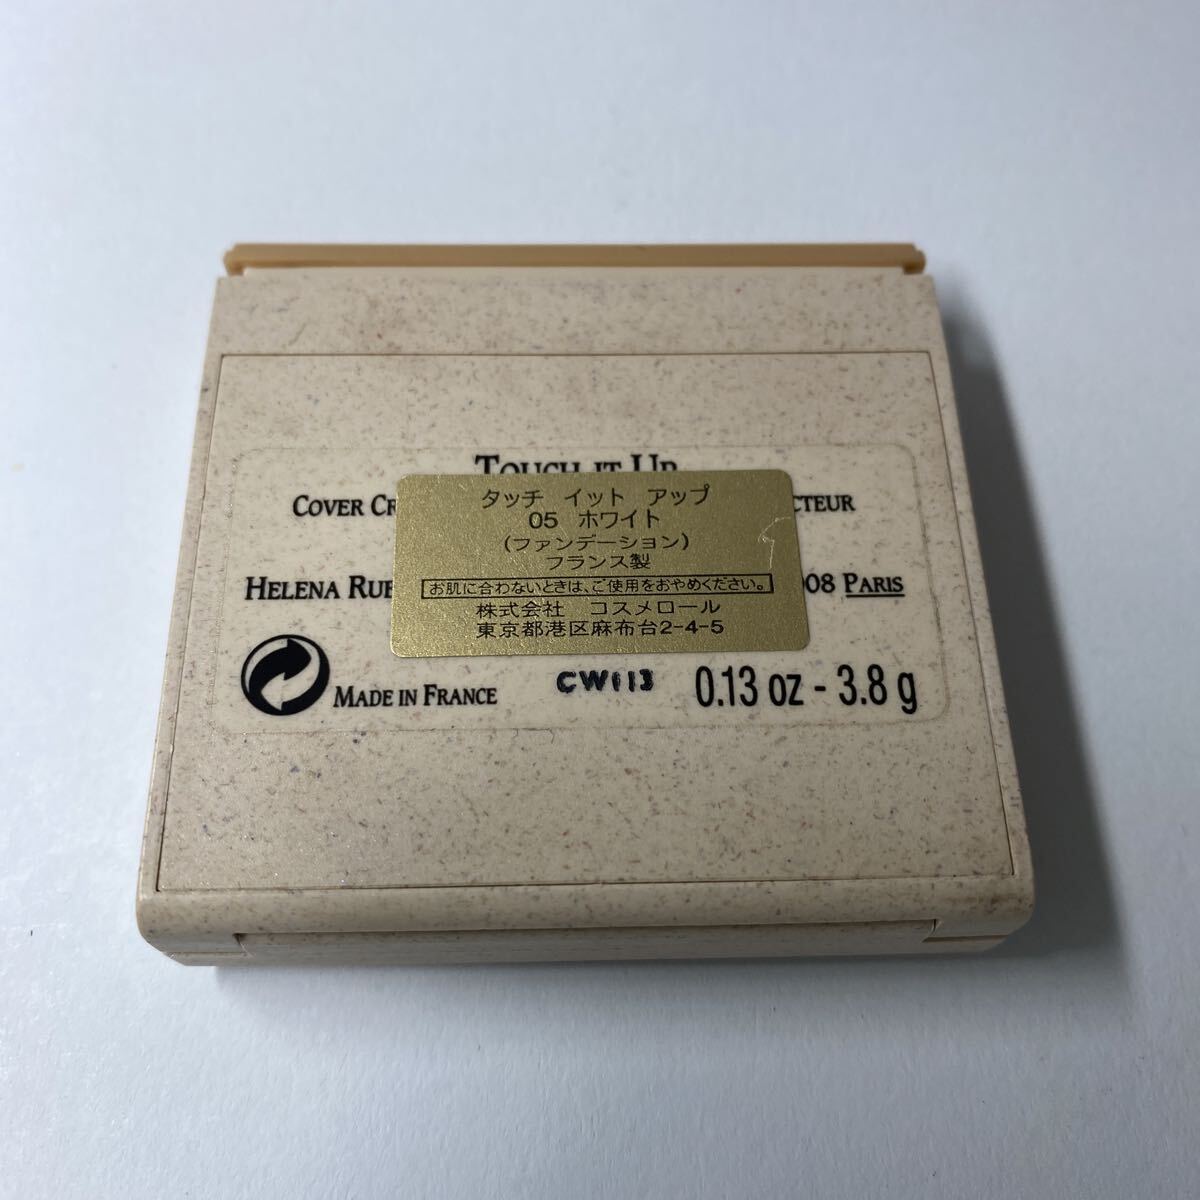 TOUCH IT UP
COVER
タッチ イット アップ
05 ホワイト
(ファンデーション)
フランス製
お肌に合わないときは、ご使用をおやめください。
株式会社 コスメロール
東京都港区麻布台2-4-5
HELENA
PARIS
MADE IN FRANCE
CW113
0.13 oz - 3.8 g